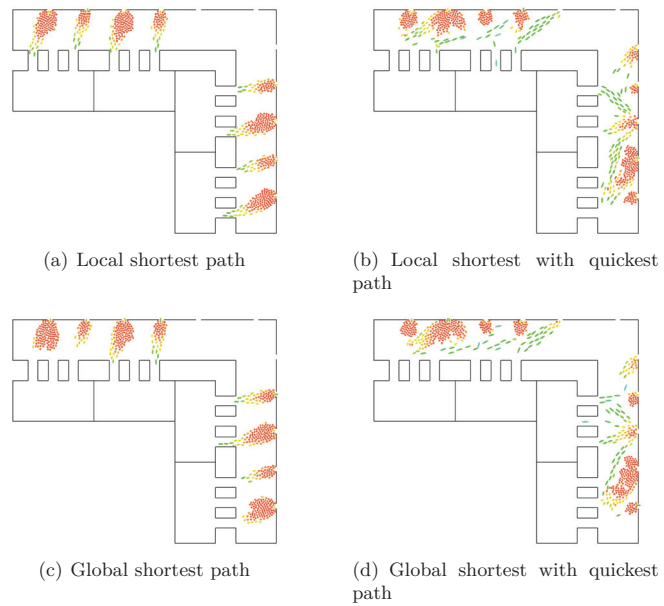 (a) Local shortest path
(b) Local shortest with quickest
path
(c) Global shortest path
(d) Global shortest with quickest
path